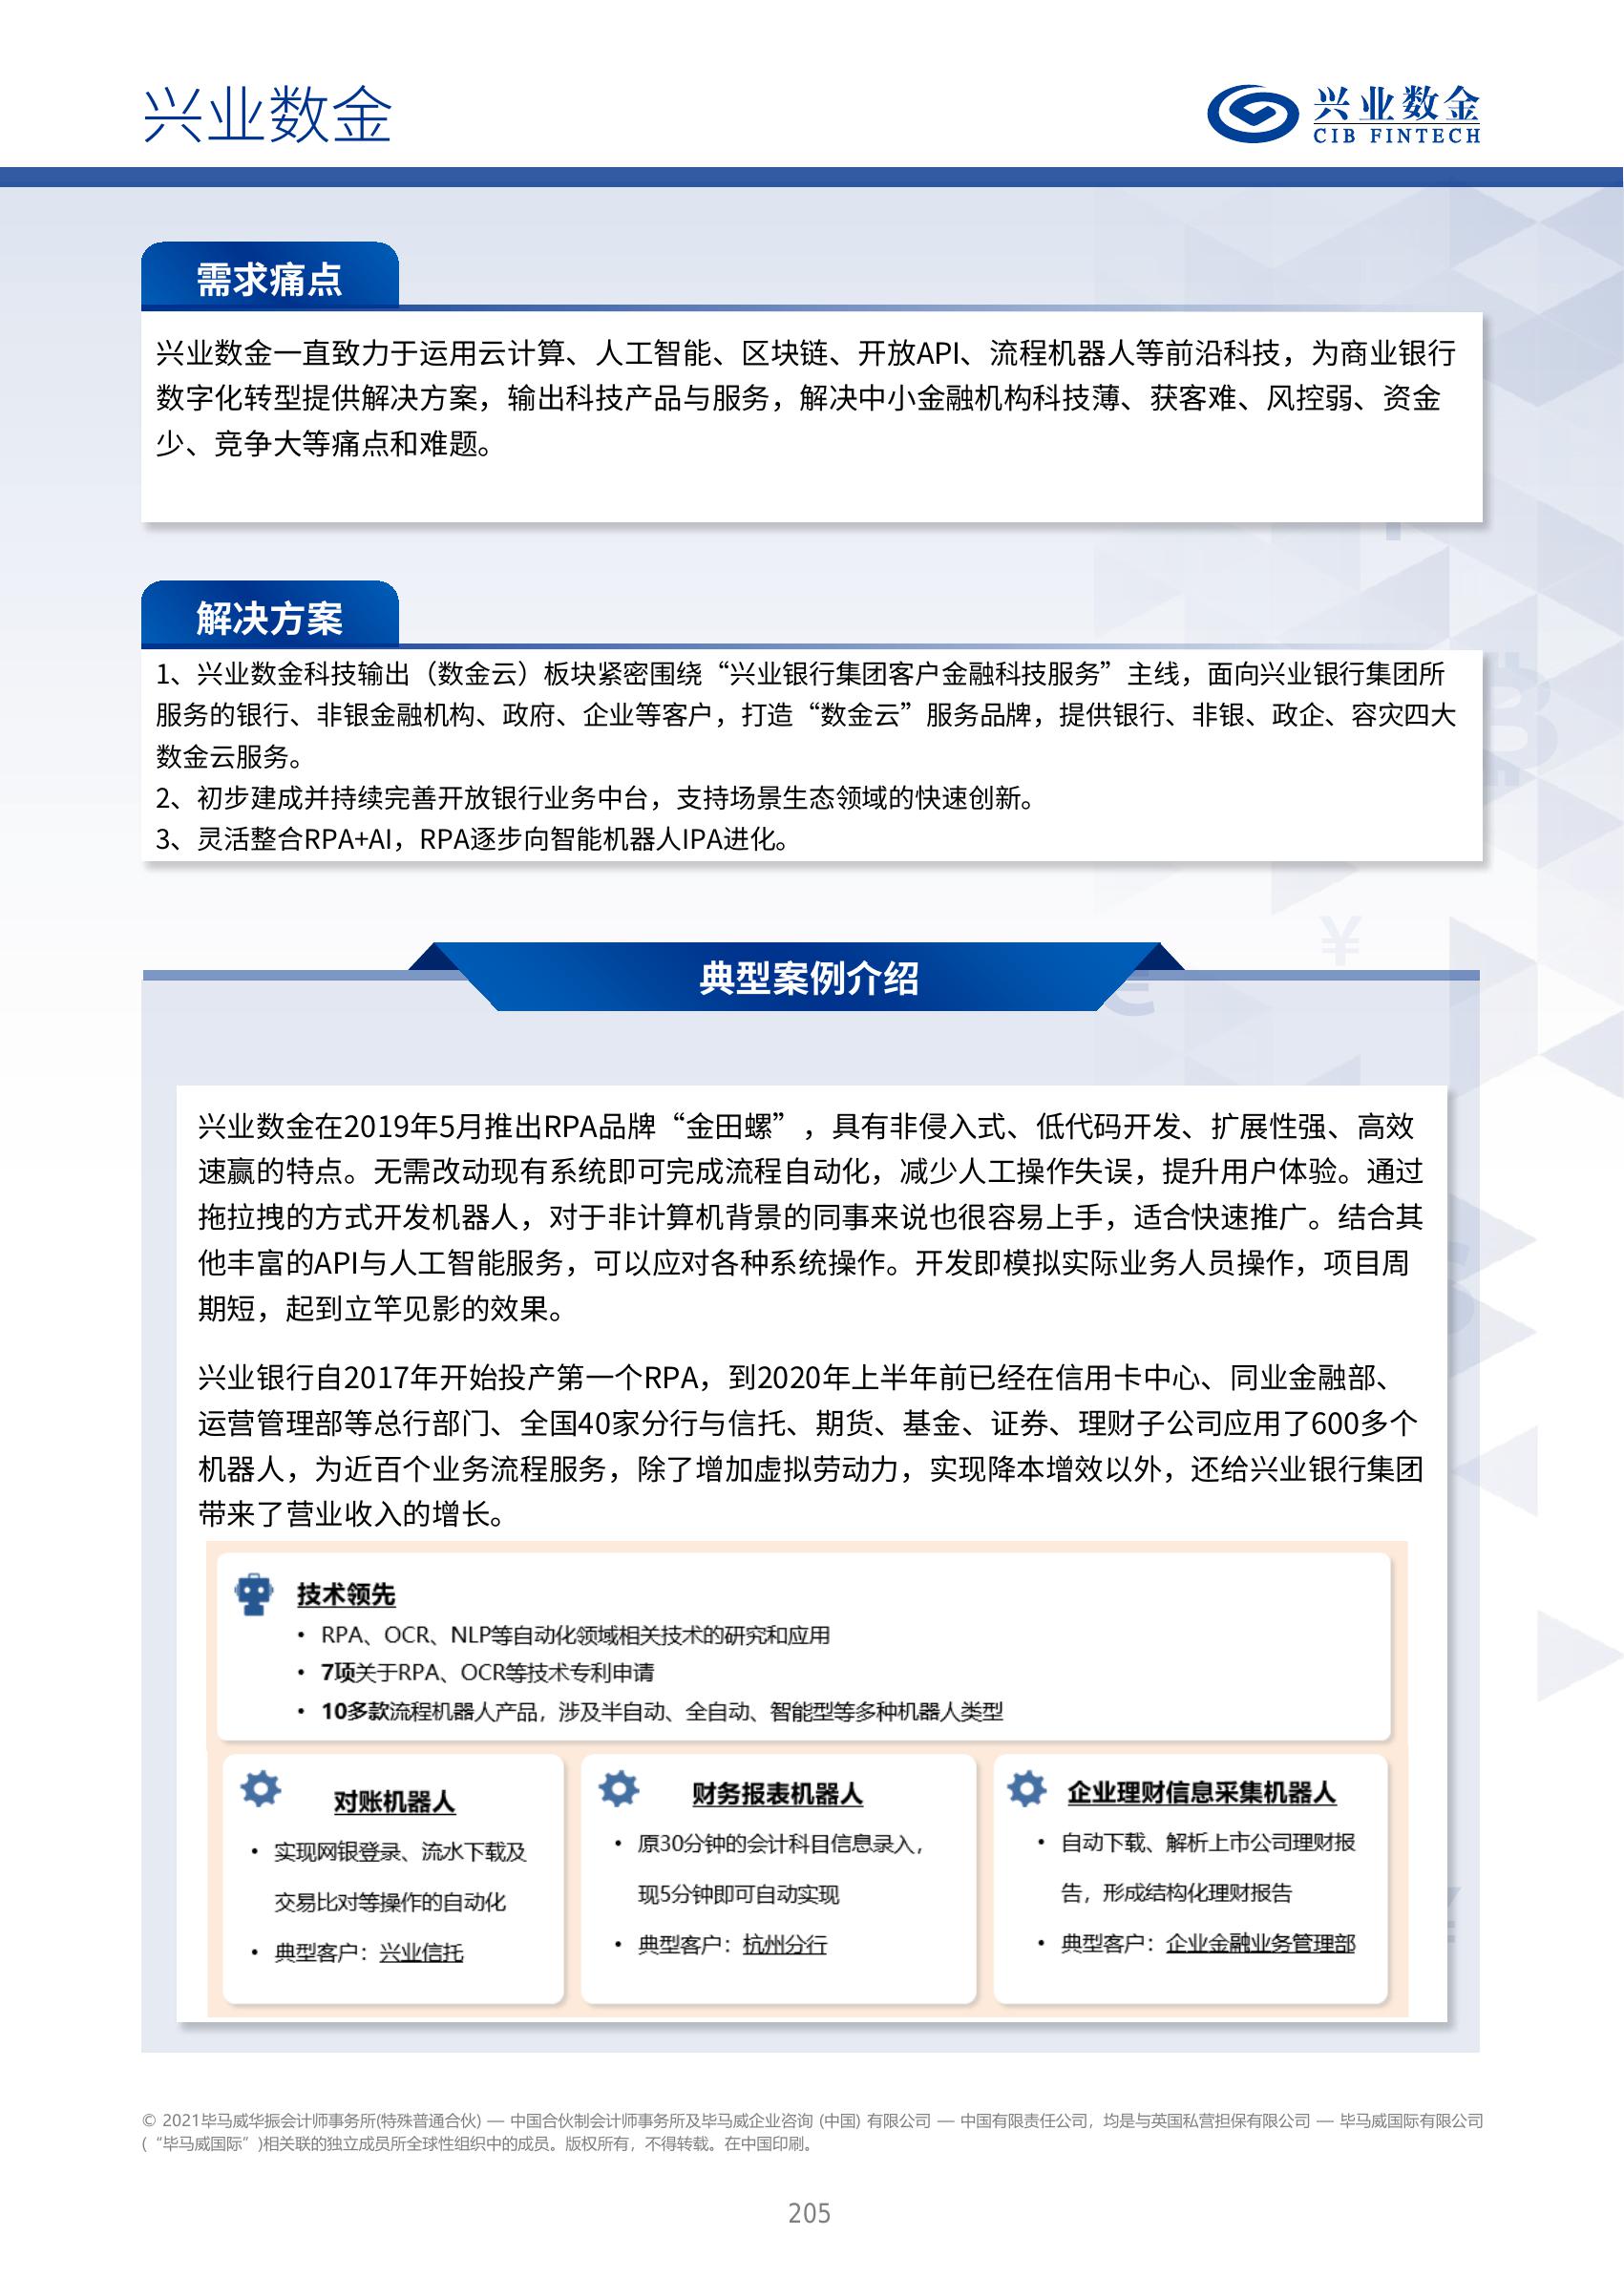 兴业数金
兴业数金
CIB FINTECH
需求痛点
兴业数金一直致力于运用云计算、人工智能、区块链、开放API、流程机器人等前沿科技，为商业银行
数字化转型提供解决方案，输出科技产品与服务，解决中小金融机构科技薄、获客难、风控弱、资金
少、竞争大等痛点和难题。
解决方案
1、兴业数金科技输出（数金云）板块紧密围绕“兴业银行集团客户金融科技服务”主线，面向兴业银行集团所
服务的银行、非银金融机构、政府、企业等客户，打造“数金云”服务品牌，提供银行、非银、政企、容灾四大
数金云服务。
2、初步建成并持续完善开放银行业务中台，支持场景生态领域的快速创新。
3、灵活整合RPA+AI，RPA逐步向智能机器人IPA进化。
典型案例介绍
兴业数金在2019年5月推出RPA品牌“金田螺”，具有非侵入式、低代码开发、扩展性强、高效
速赢的特点。无需改动现有系统即可完成流程自动化，减少人工操作失误，提升用户体验。通过
拖拉拽的方式开发机器人，对于非计算机背景的同事来说也很容易上手，适合快速推广。结合其
他丰富的API与人工智能服务，可以应对各种系统操作。开发即模拟实际业务人员操作，项目周
期短，起到立竿见影的效果。
兴业银行自2017年开始投产第一个RPA，到2020年上半年前已经在信用卡中心、同业金融部、
运营管理部等总行部门、全国40家分行与信托、期货、基金、证券、理财子公司应用了600多个
机器人，为近百个业务流程服务，除了增加虚拟劳动力，实现降本增效以外，还给兴业银行集团
带来了营业收入的增长。
技术领先
• RPA、OCR、NLP等自动化领域相关技术的研究和应用
• 7项关于RPA、OCR等技术专利申请
• 10多款流程机器人产品，涉及半自动、全自动、智能型等多种机器人类型
对账机器人
• 实现网银登录、流水下载及
交易比对等操作的自动化
• 典型客户：兴业信托
财务报表机器人
• 原30分钟的会计科目信息录入，
现5分钟即可自动实现
• 典型客户：杭州分行
企业理财信息采集机器人
• 自动下载、解析上市公司理财报
告，形成结构化理财报告
• 典型客户：企业金融业务管理部
© 2021毕马威华振会计师事务所(特殊普通合伙) — 中国合伙制会计师事务所及毕马威企业咨询 (中国) 有限公司 — 中国有限责任公司，均是与英国私营担保有限公司 — 毕马威国际有限公司
(“毕马威国际”)相关联的独立成员所全球性组织中的成员。版权所有，不得转载。在中国印刷。
205